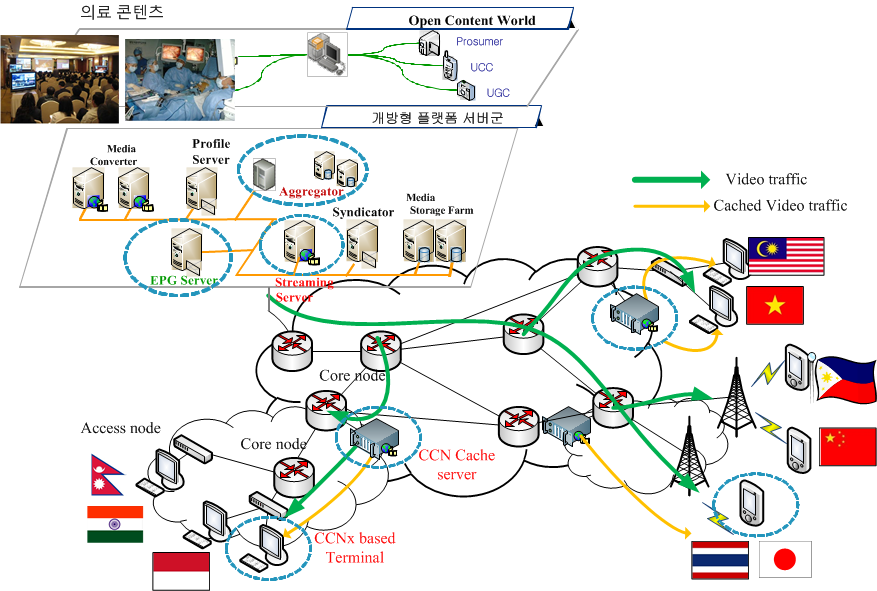 의료 콘텐츠
Open Content World
Prosumer
UCC
UGC
개방형 플랫폼 서버군
Media
Converter
Profile
Server
Aggregator
Syndicator
Media
Storage Farm
EPG Server
Streaming
Server
Video traffic
Cached Video traffic
Core node
Access node
Core node
CCN Cache
server
CCNx based
Terminal